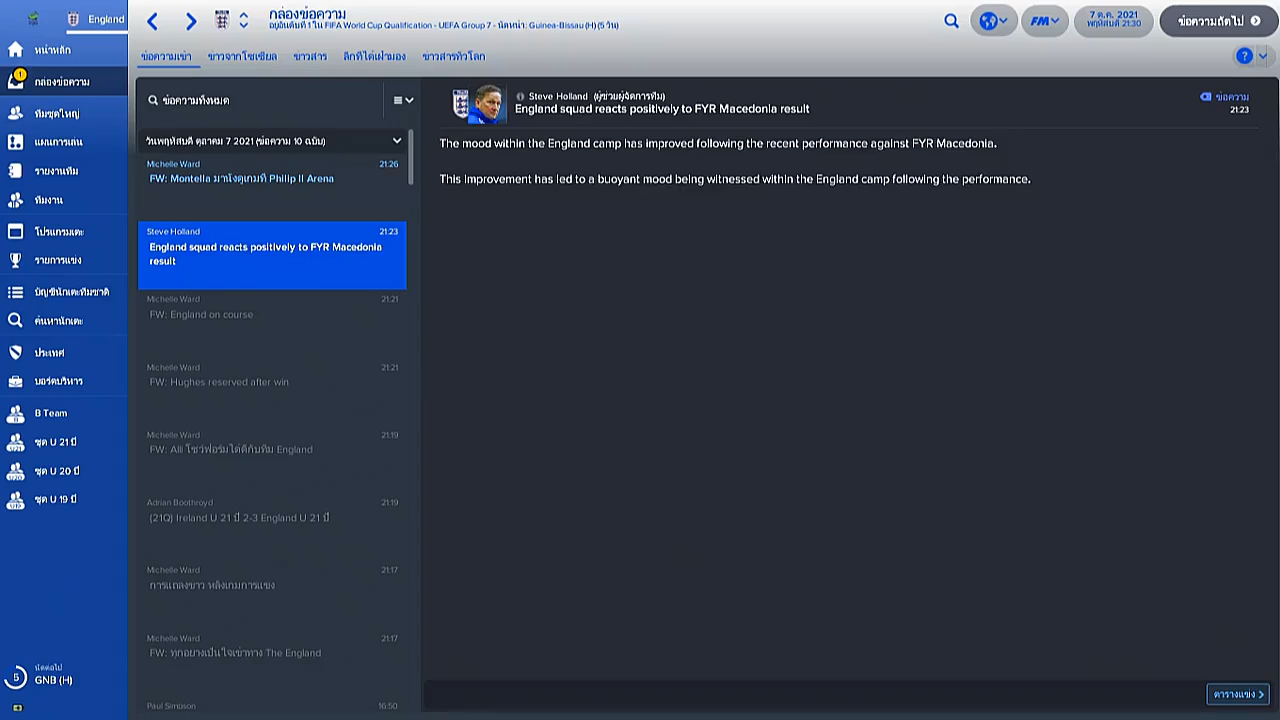 England
กล่องข้อความ
อยู่อันดับที่ 1 ใน FIFA World Cup Qualification - UEFA Group 7 - นัดหน้า: Guinea-Bissau (H) (5 วัน)
FM
7 ต.ค. 2021
พฤหัสบดี 21:30
ข้อความถัดไป
หน้าหลัก
ข้อความเข้า
ข่าวจากโซเชียล
ข่าวสาร
ลีกที่ได้เฝ้ามอง
ข่าวสารทั่วโลก
?
1
กล่องข้อความ
ทีมชุดใหญ่
แผนการเล่น
รายงานทีม
ทีมงาน
โปรแกรมเตะ
รายการแข่ง
บัญชีนักเตะทีมชาติ
ค้นหานักเตะ
ประเทศ
บอร์ดบริหาร
B Team
ชุด U 21 ปี
ชุด U 20 ปี
ชุด U 19 ปี
5
นัดต่อไป
GNB (H)
ข้อความทั้งหมด
วันพฤหัสบดี ตุลาคม 7 2021 (ข้อความ 10 ฉบับ)
Michelle Ward 21:26
FW: Montella มานั่งดูเกมที่ Philip II Arena
Steve Holland 21:23
England squad reacts positively to FYR Macedonia
result
Michelle Ward 21:21
FW: England on course
Michelle Ward 21:21
FW: Hughes reserved after win
Michelle Ward 21:19
FW: Alli โชว์ฟอร์มได้ดีกับทีม England
Adrian Boothroyd 21:19
(21Q) Ireland U 21 ปี 2-3 England U 21 ปี
Michelle Ward 21:17
การแถลงข่าว หลังเกมการแข่ง
Michelle Ward 21:17
FW: ทุกอย่างเป็นใจเข้าทาง The England
Paul Simpson 16:50
Steve Holland (ผู้ช่วยผู้จัดการทีม)
England squad reacts positively to FYR Macedonia result
ข้อความ
21:23
The mood within the England camp has improved following the recent performance against FYR Macedonia.
This improvement has led to a buoyant mood being witnessed within the England camp following the performance.
ตารางแข่ง